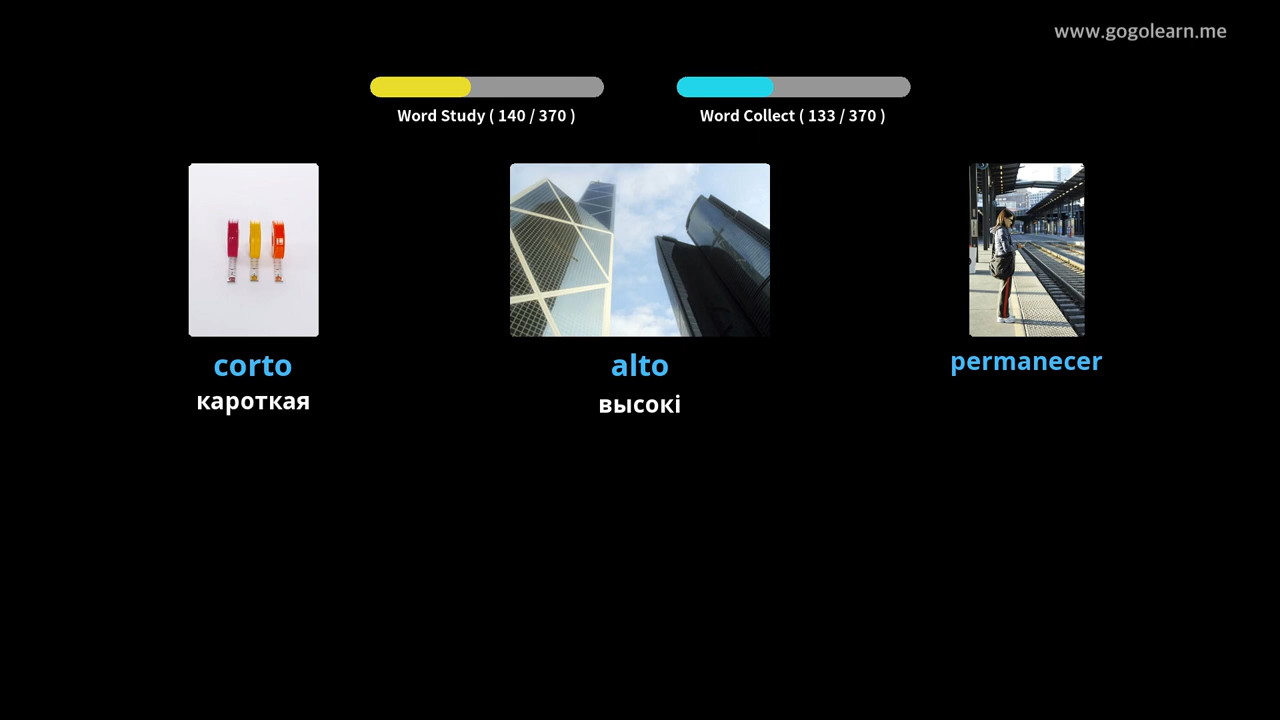 www.gogolearn.me
Word Study ( 140 / 370 )
Word Collect ( 133 / 370 )
corto
кароткая
alto
высокі
permanecer